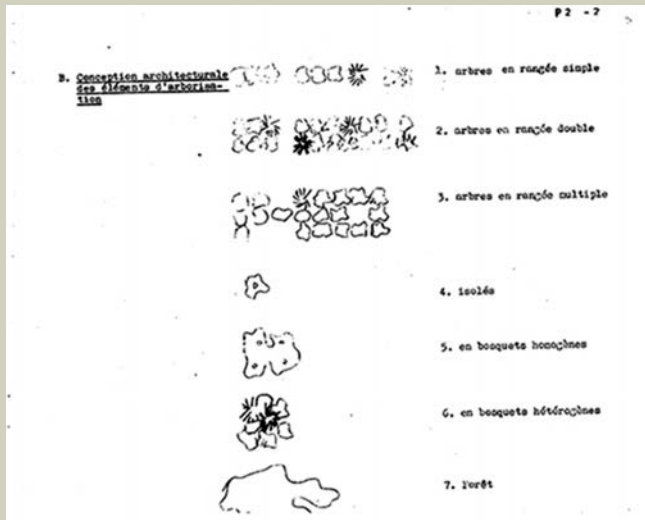 P2 -2
B. Conception architecturale
des éléments d'arborisa-
tion
1. arbres en rangée simple
2. arbres en rangée double
3. arbres en rangée multiple
4. isolés
5. en bosquets homogènes
6. en bosquets hétérogènes
7. forêt